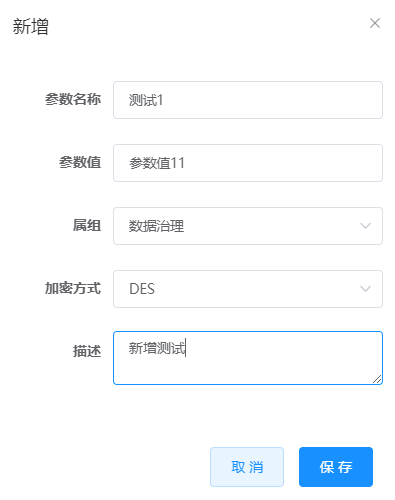 新增
参数名称 测试1
参数值 参数值11
属组 数据治理
加密方式 DES
描述 新增测试
取消 保存